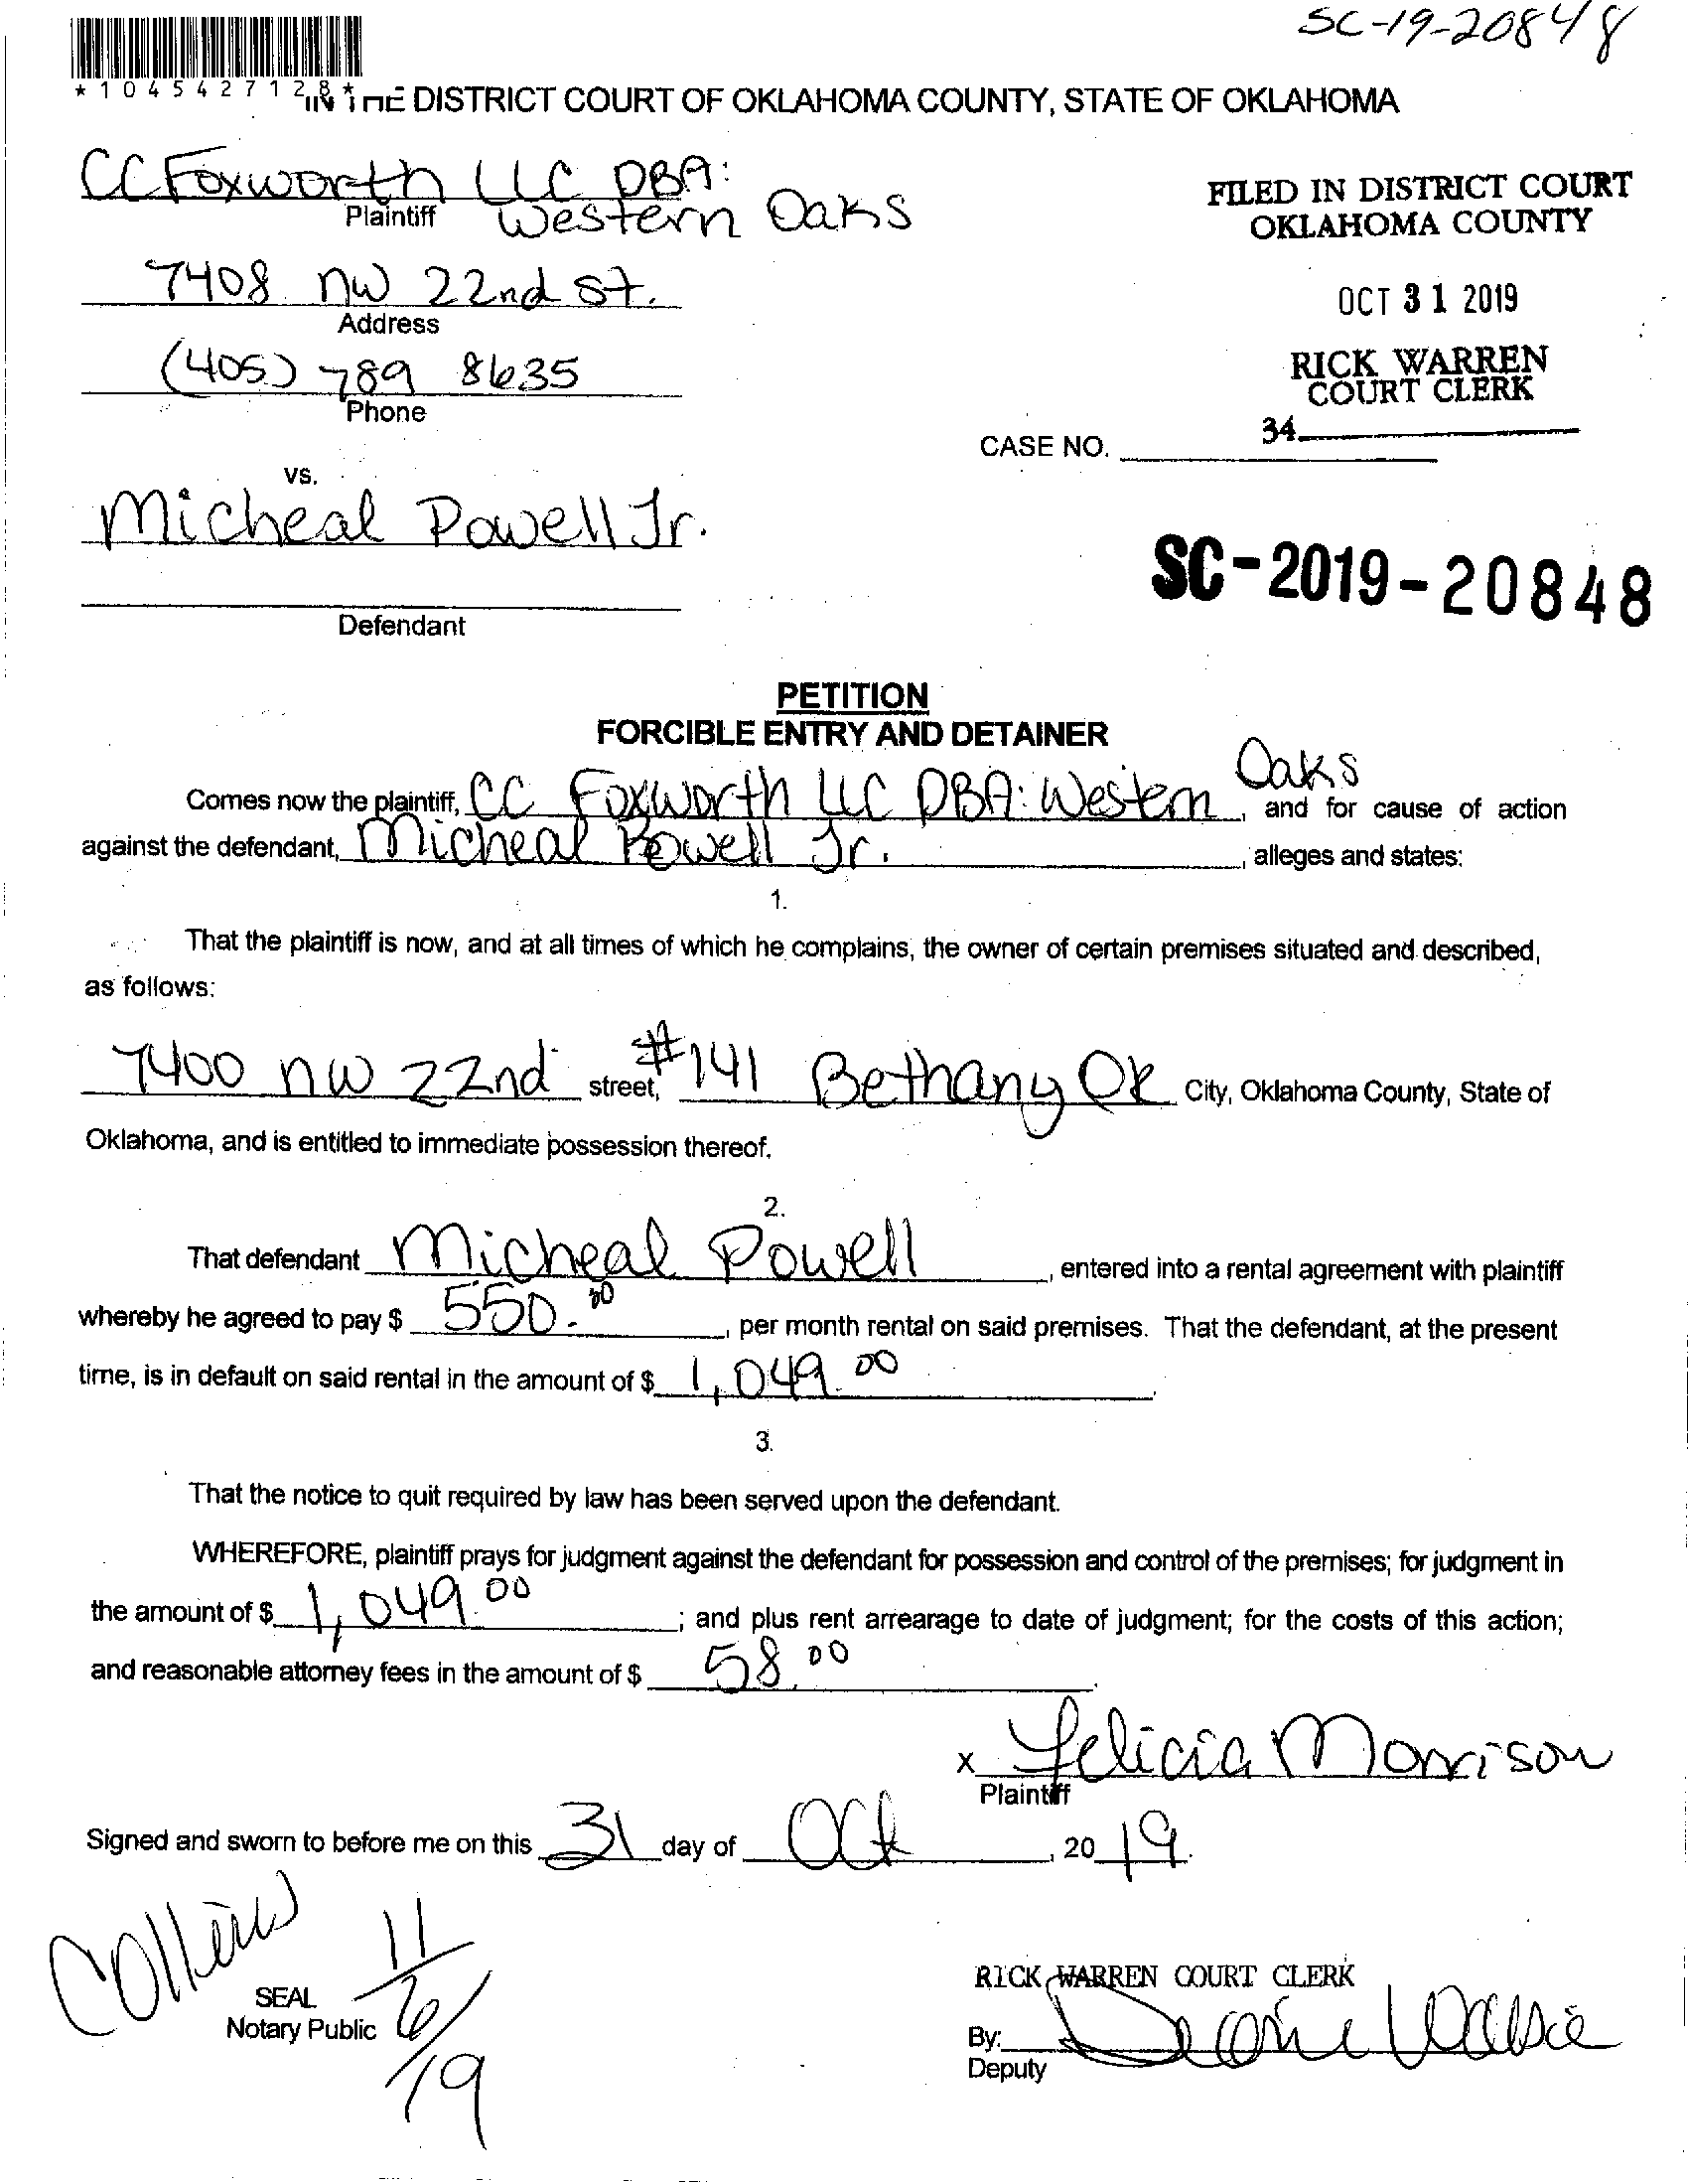 SC-19-20848
*1045427128*
IN THE DISTRICT COURT OF OKLAHOMA COUNTY, STATE OF OKLAHOMA
CC Foxworth LLC DBA:
Plaintiff Western Oaks
FILED IN DISTRICT COURT
OKLAHOMA COUNTY
7408 NW 22nd St.
Address
OCT 31 2019
(405) 789 8635
Phone
RICK WARREN
COURT CLERK
34
CASE NO.
vs.
Micheal Powell Jr.
SC-2019-20848
Defendant
PETITION
FORCIBLE ENTRY AND DETAINER
Oaks
Comes now the plaintiff, CC Foxworth LLC DBA: Western, and for cause of action
against the defendant, Micheal Powell Jr., alleges and states:
1.
That the plaintiff is now, and at all times of which he complains, the owner of certain premises situated and described,
as follows:
7400 NW 22nd street, #141 Bethany OK City, Oklahoma County, State of
Oklahoma, and is entitled to immediate possession thereof.
2.
That defendant Micheal Powell, entered into a rental agreement with plaintiff
whereby he agreed to pay $ 550.00, per month rental on said premises. That the defendant, at the present
time, is in default on said rental in the amount of $ 1,049.00.
3.
That the notice to quit required by law has been served upon the defendant.
WHEREFORE, plaintiff prays for judgment against the defendant for possession and control of the premises; for judgment in
the amount of $ 1,049.00; and plus rent arrearage to date of judgment; for the costs of this action;
and reasonable attorney fees in the amount of $ 58.00.
x Felicia Morrison
Plaintiff
Signed and sworn to before me on this 31 day of Oct, 2019.
Collins
11/6/19
SEAL
Notary Public
RICK WARREN COURT CLERK
By:
Deputy